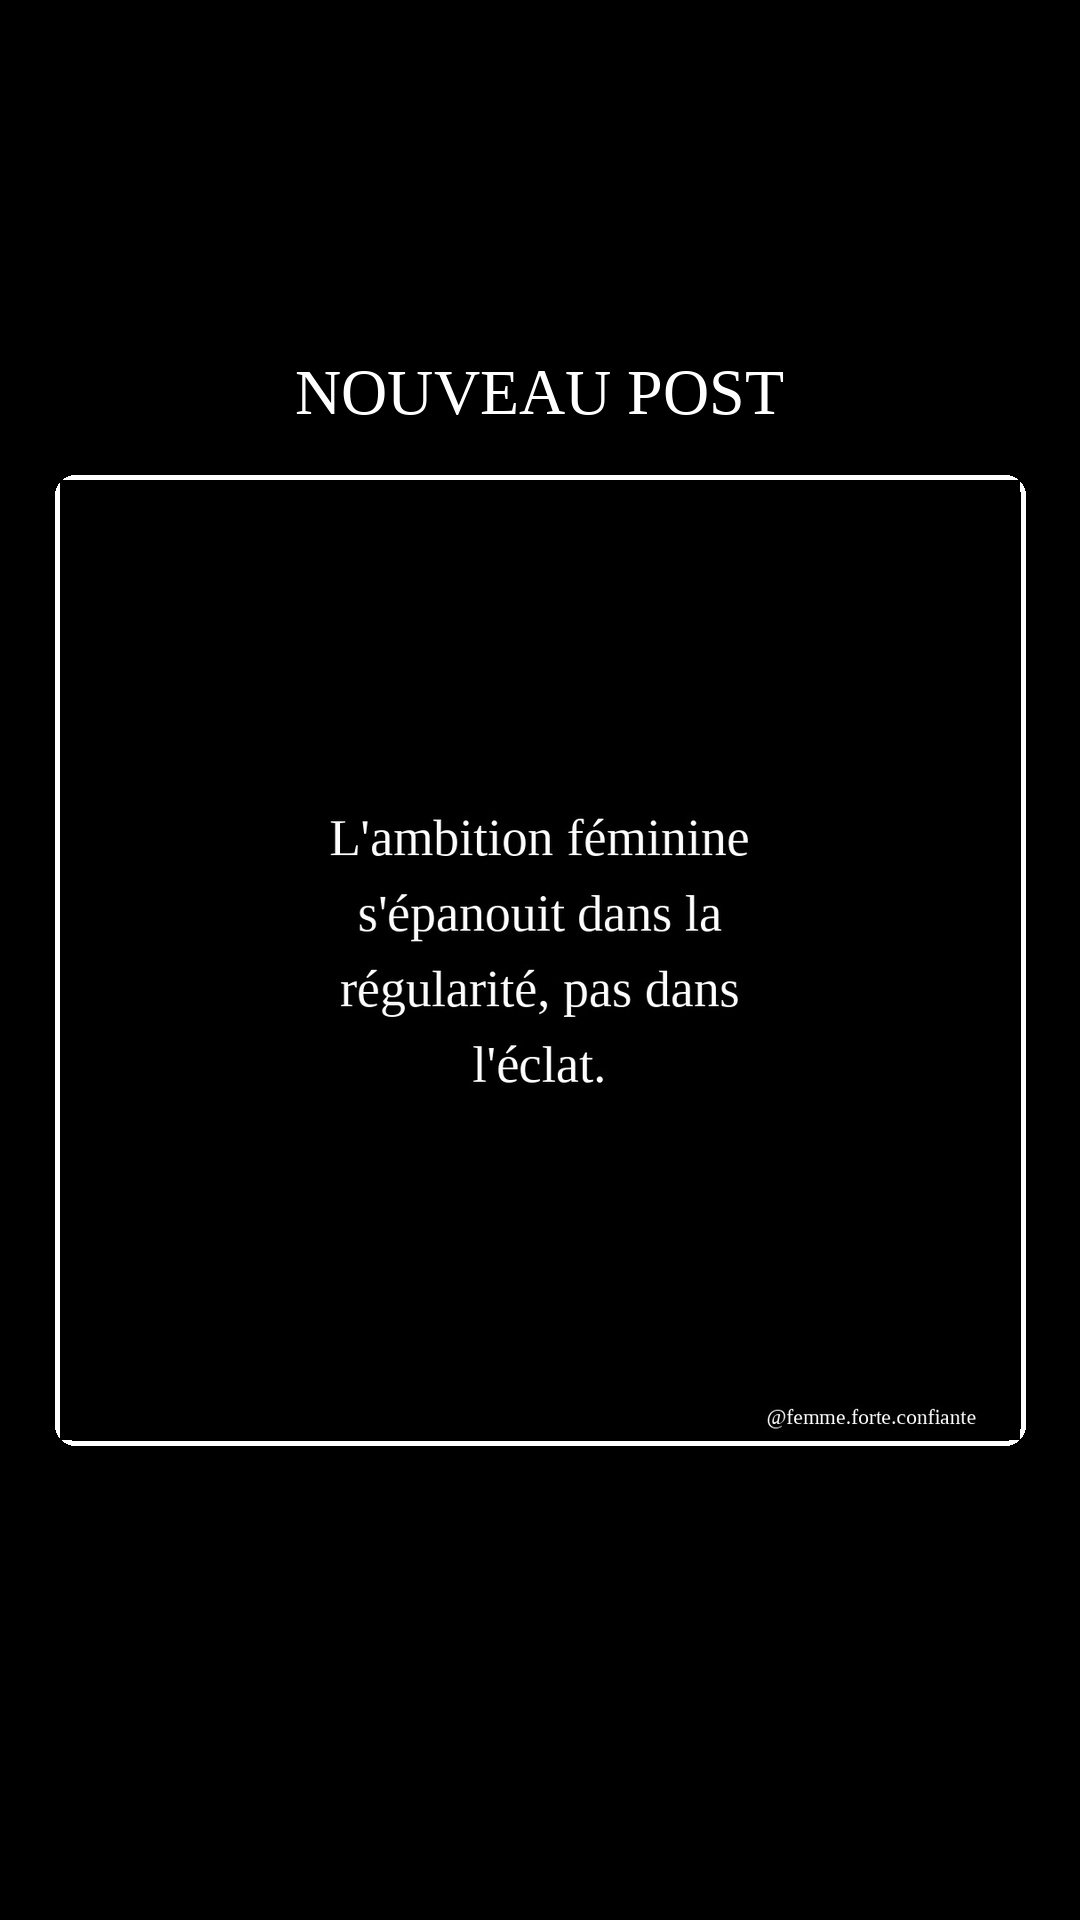 NOUVEAU POST
L'ambition féminine
s'épanouit dans la
régularité, pas dans
l'éclat.
@femme.forte.confiante